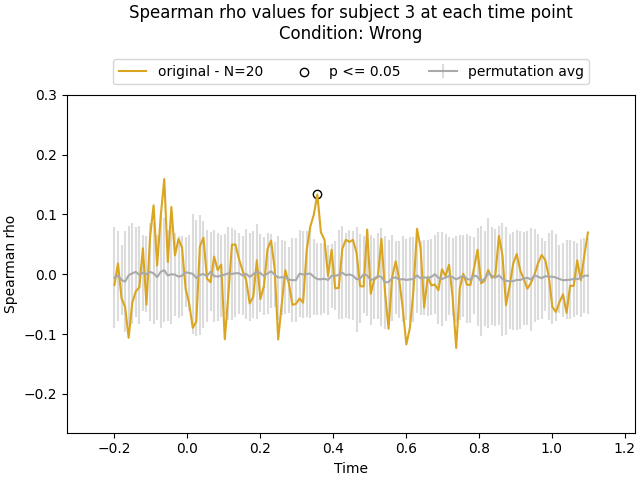 Spearman rho values for subject 3 at each time point
Condition: Wrong
original - N=20
p <= 0.05
permutation avg
0.3
0.2
0.1
0.0
−0.1
−0.2
Spearman rho
−0.2
0.0
0.2
0.4
0.6
0.8
1.0
1.2
Time